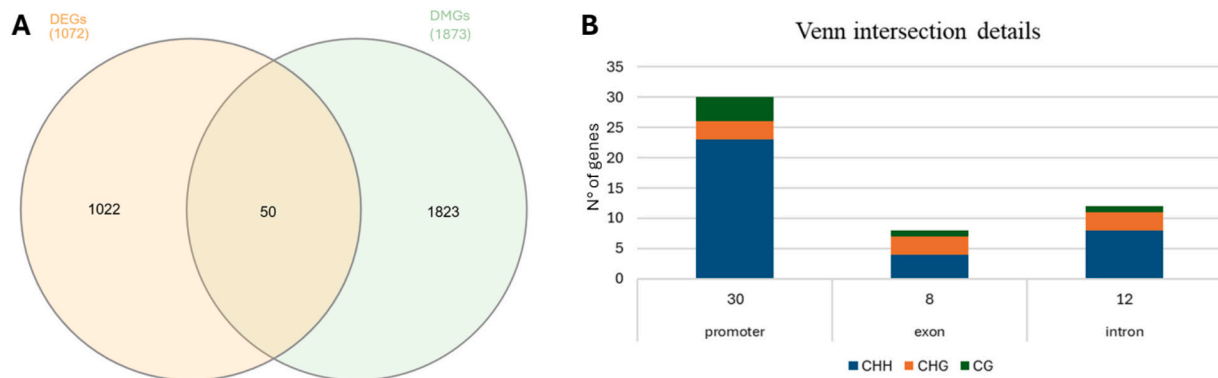 A
DEGs
(1072)
DMGs
(1873)
1022
50
1823
B
Venn intersection details
N° of genes
35
30
25
20
15
10
5
0
30 8 12
promoter exon intron
CHH CHG CG